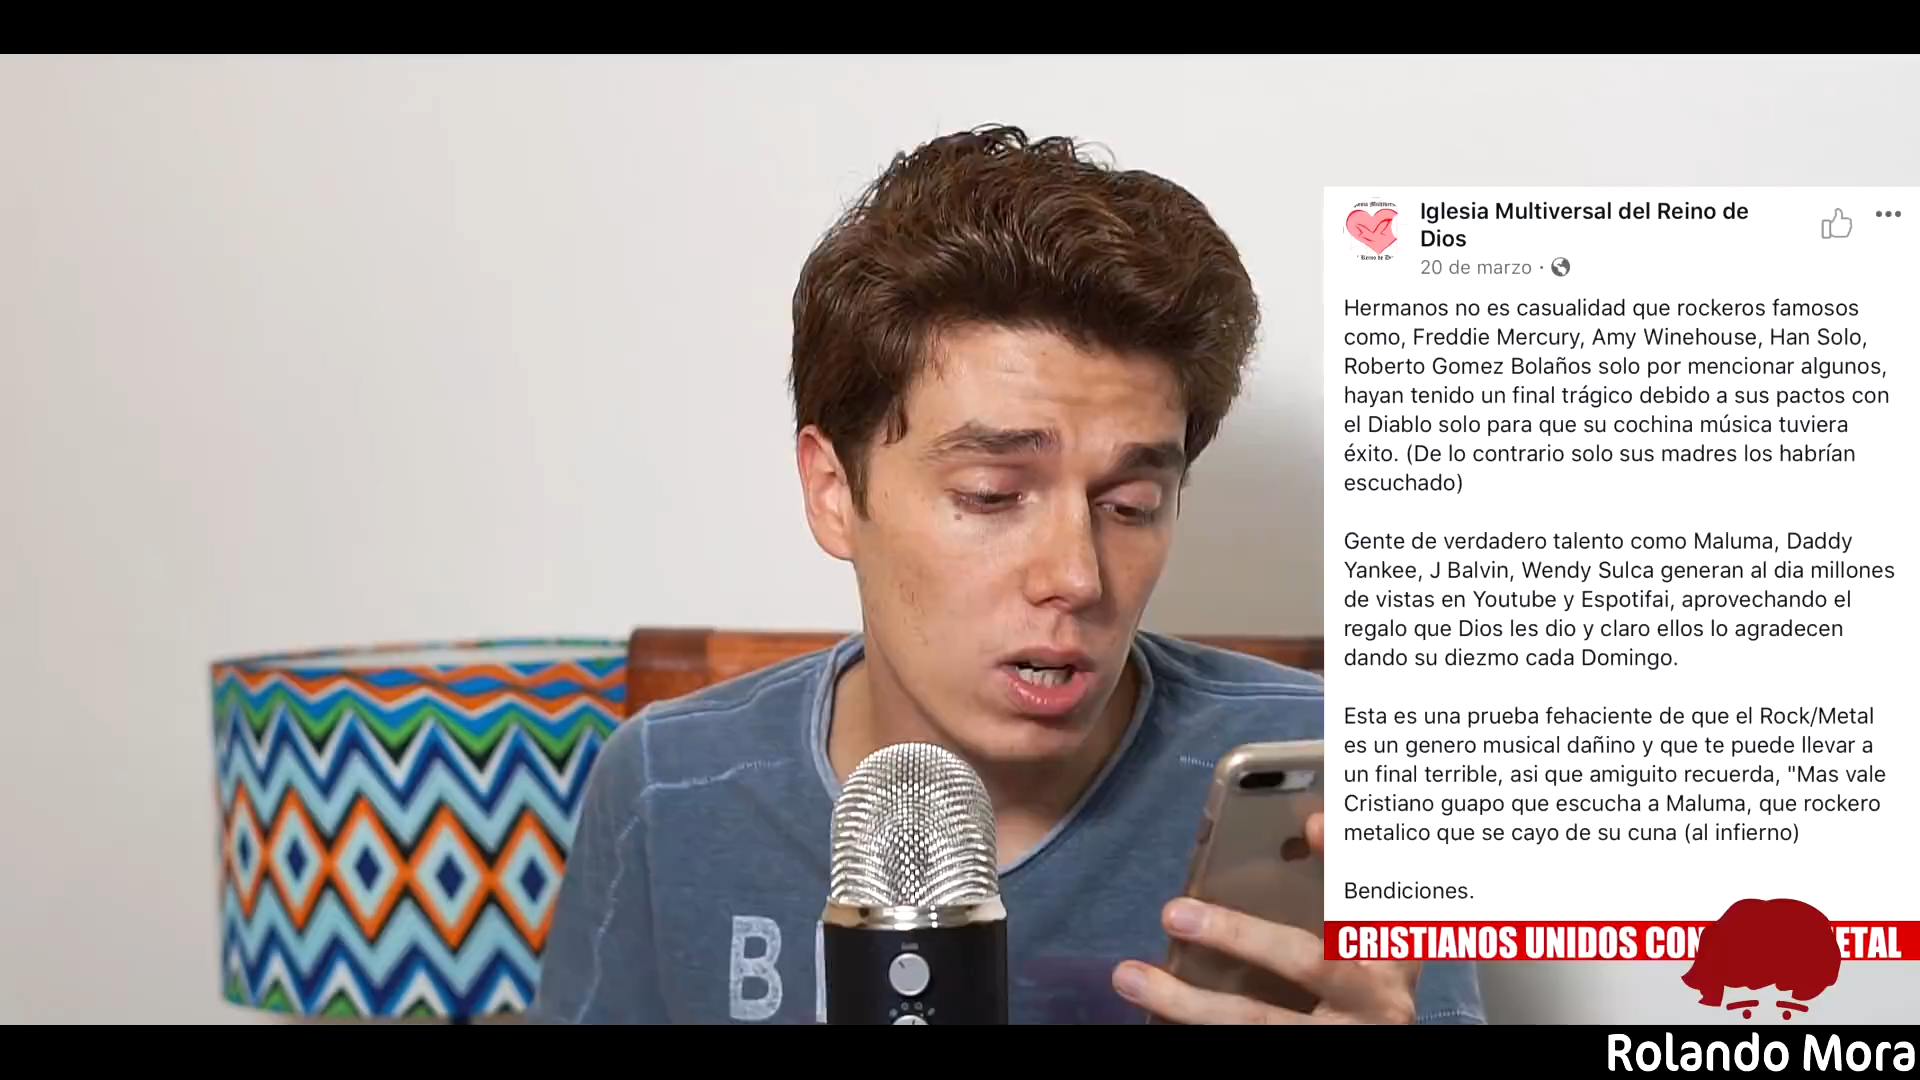 Iglesia Multiversal del Reino de
Dios
20 de marzo ·
Hermanos no es casualidad que rockeros famosos
como, Freddie Mercury, Amy Winehouse, Han Solo,
Roberto Gomez Bolaños solo por mencionar algunos,
hayan tenido un final trágico debido a sus pactos con
el Diablo solo para que su cochina música tuviera
éxito. (De lo contrario solo sus madres los habrían
escuchado)
Gente de verdadero talento como Maluma, Daddy
Yankee, J Balvin, Wendy Sulca generan al dia millones
de vistas en Youtube y Espotifai, aprovechando el
regalo que Dios les dio y claro ellos lo agradecen
dando su diezmo cada Domingo.
Esta es una prueba fehaciente de que el Rock/Metal
es un genero musical dañino y que te puede llevar a
un final terrible, asi que amiguito recuerda, "Mas vale
Cristiano guapo que escucha a Maluma, que rockero
metalico que se cayo de su cuna (al infierno)
Bendiciones.
CRISTIANOS UNIDOS CON ETAL
B
Rolando Mora